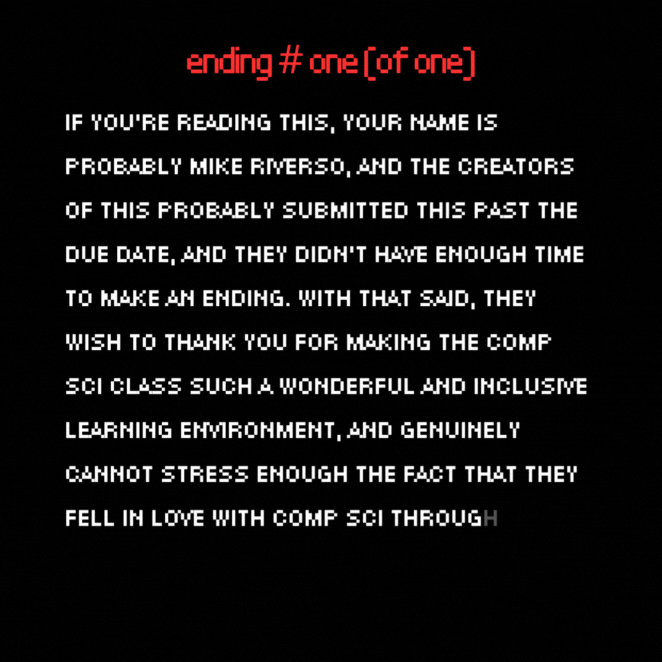 ending # one (of one)
IF YOU'RE READING THIS, YOUR NAME IS
PROBABLY MIKE RIVERSO, AND THE CREATORS
OF THIS PROBABLY SUBMITTED THIS PAST THE
DUE DATE, AND THEY DIDN'T HAVE ENOUGH TIME
TO MAKE AN ENDING. WITH THAT SAID, THEY
WISH TO THANK YOU FOR MAKING THE COMP
SCI CLASS SUCH A WONDERFUL AND INCLUSIVE
LEARNING ENVIRONMENT, AND GENUINELY
CANNOT STRESS ENOUGH THE FACT THAT THEY
FELL IN LOVE WITH COMP SCI THROUGH